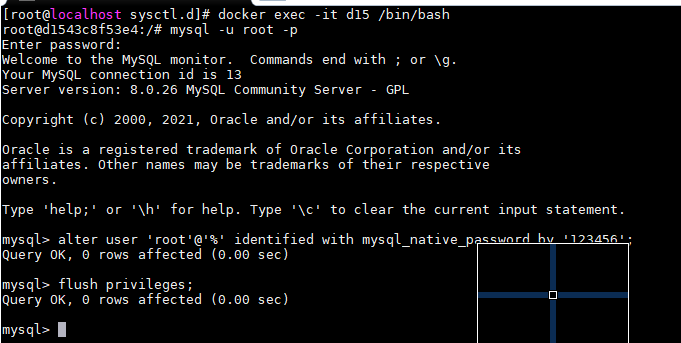 [root@localhost sysctl.d]# docker exec -it d15 /bin/bash
root@d1543c8f53e4:/# mysql -u root -p
Enter password:
Welcome to the MySQL monitor.  Commands end with ; or \g.
Your MySQL connection id is 13
Server version: 8.0.26 MySQL Community Server - GPL
Copyright (c) 2000, 2021, Oracle and/or its affiliates.
Oracle is a registered trademark of Oracle Corporation and/or its
affiliates. Other names may be trademarks of their respective
owners.
Type 'help;' or '\h' for help. Type '\c' to clear the current input statement.
mysql> alter user 'root'@'%' identified with mysql_native_password by '123456';
Query OK, 0 rows affected (0.00 sec)
mysql> flush privileges;
Query OK, 0 rows affected (0.00 sec)
mysql>